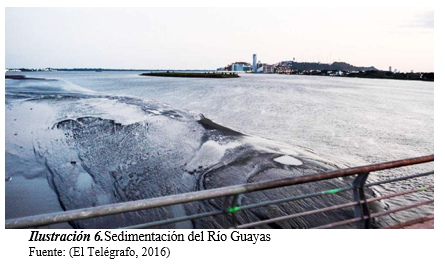 Ilustración 6.Sedimentación del Río Guayas
Fuente: (El Telégrafo, 2016)